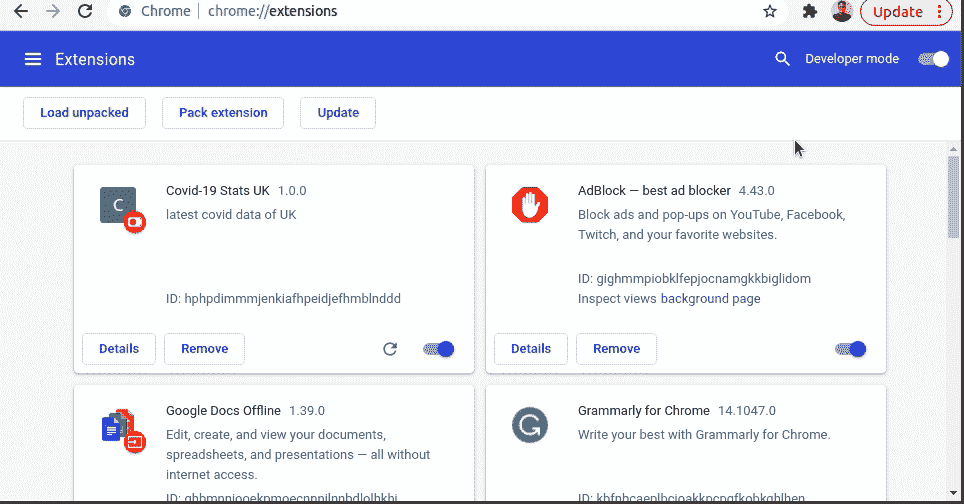 Chrome | chrome://extensions
Update
Extensions
Developer mode
Load unpacked
Pack extension
Update
C
Covid-19 Stats UK 1.0.0
latest covid data of UK
ID: hphpdimmmjenkiafhpeidjefhmblnddd
Details
Remove
AdBlock — best ad blocker 4.43.0
Block ads and pop-ups on YouTube, Facebook,
Twitch, and your favorite websites.
ID: gighmmpiobklfepjocnamgkkbiglidom
Inspect views background page
Details
Remove
Google Docs Offline 1.39.0
Edit, create, and view your documents,
spreadsheets, and presentations — all without
internet access.
ID:
G
Grammarly for Chrome 14.1047.0
Write your best with Grammarly for Chrome.
ID: